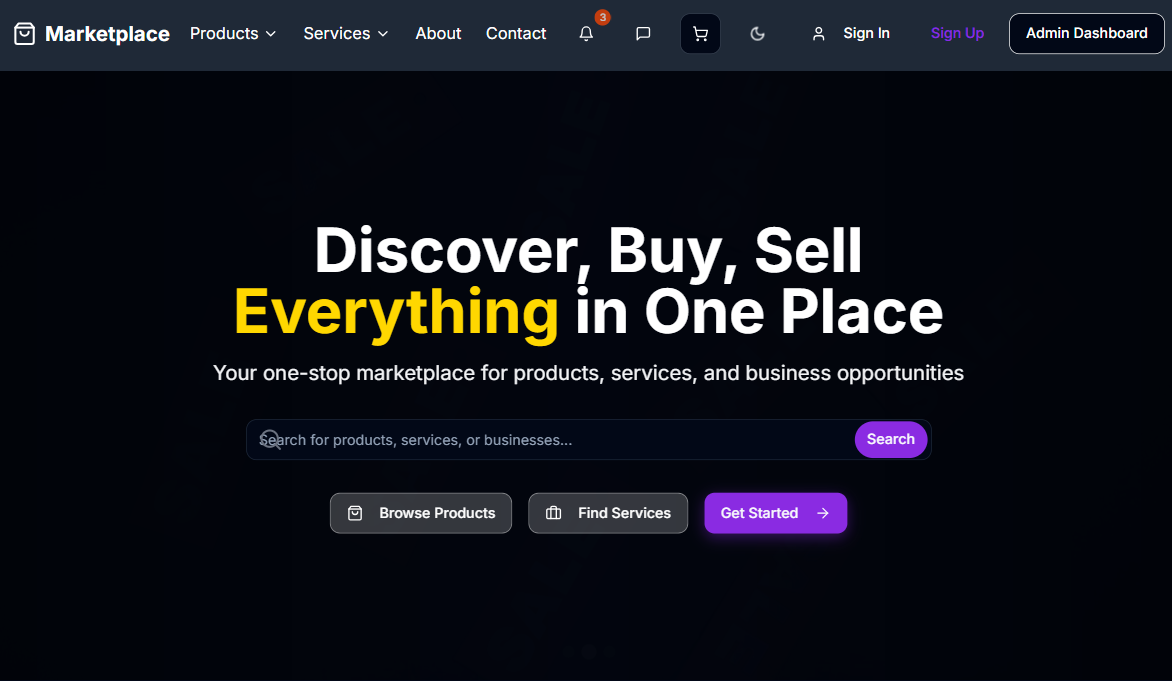 Marketplace Products Services About Contact 3 Sign In Sign Up Admin Dashboard
Discover, Buy, Sell
Everything in One Place
Your one-stop marketplace for products, services, and business opportunities
Search for products, services, or businesses... Search
Browse Products Find Services Get Started